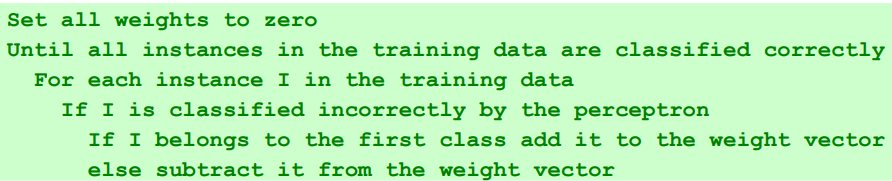 Set all weights to zero
Until all instances in the training data are classified correctly
For each instance I in the training data
If I is classified incorrectly by the perceptron
If I belongs to the first class add it to the weight vector
else subtract it from the weight vector